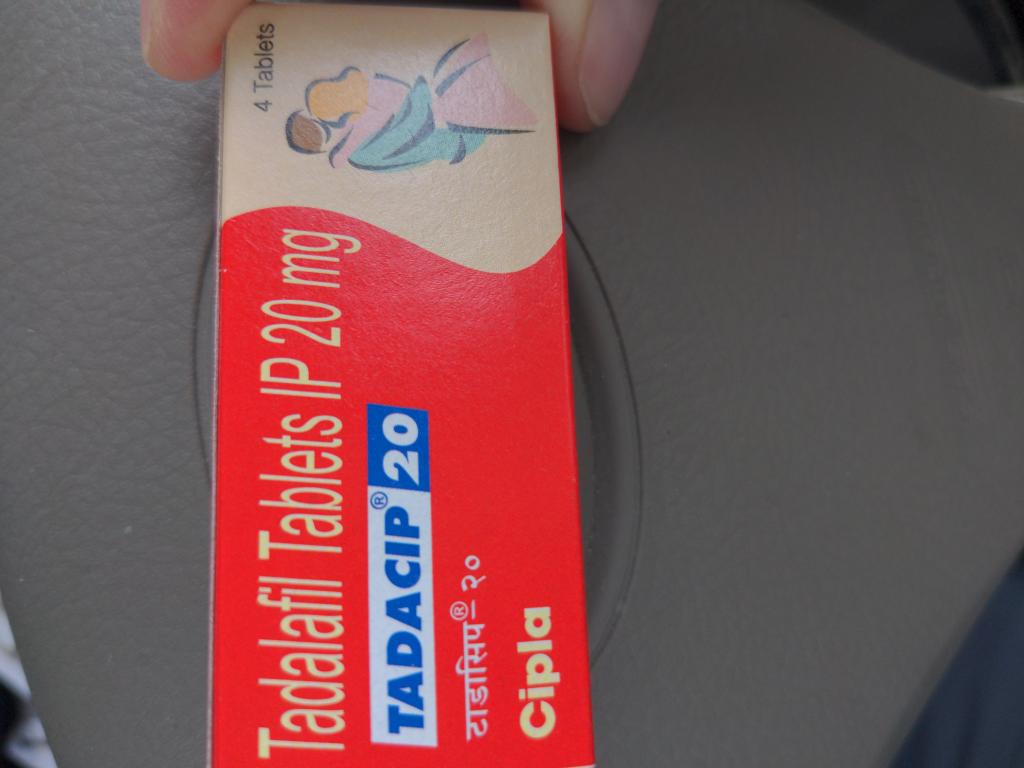 4 Tablets
Tadalafil Tablets IP 20 mg
TADACIP® 20
टाडासिप®–२०
Cipla